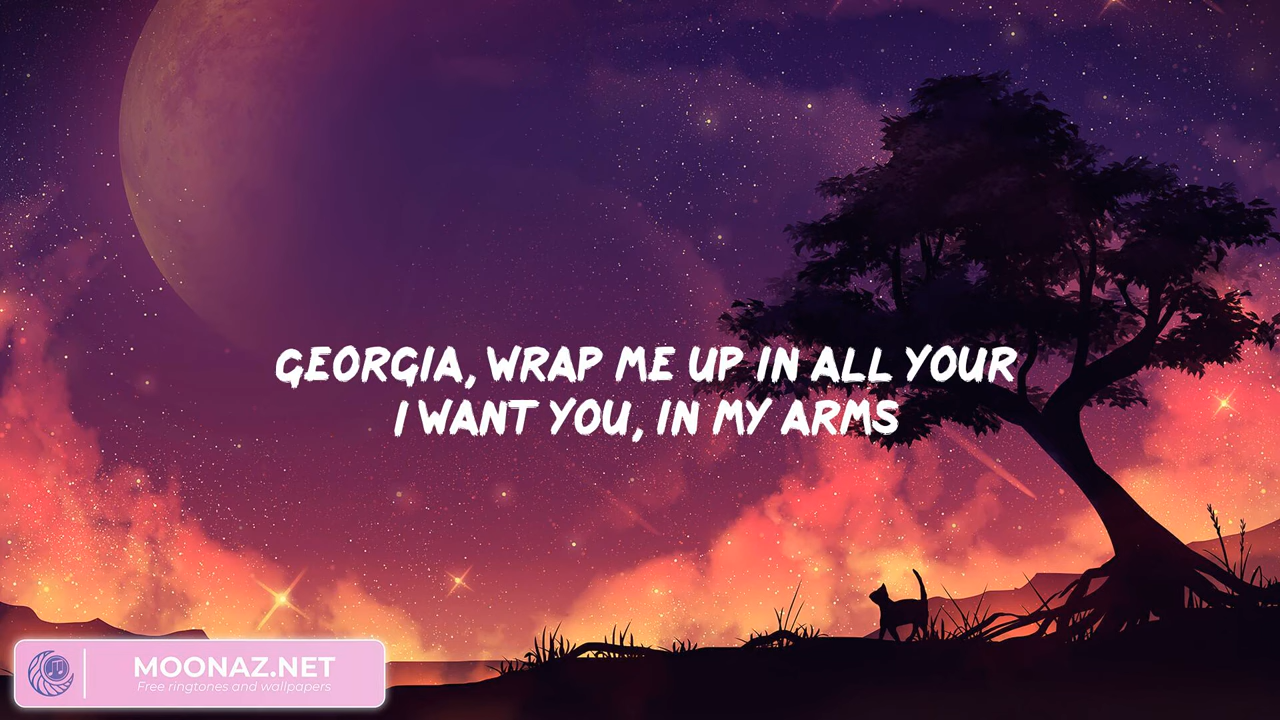 GEORGIA, WRAP ME UP IN ALL YOUR
I WANT YOU, IN MY ARMS
MOONAZ.NET
Free ringtones and wallpapers